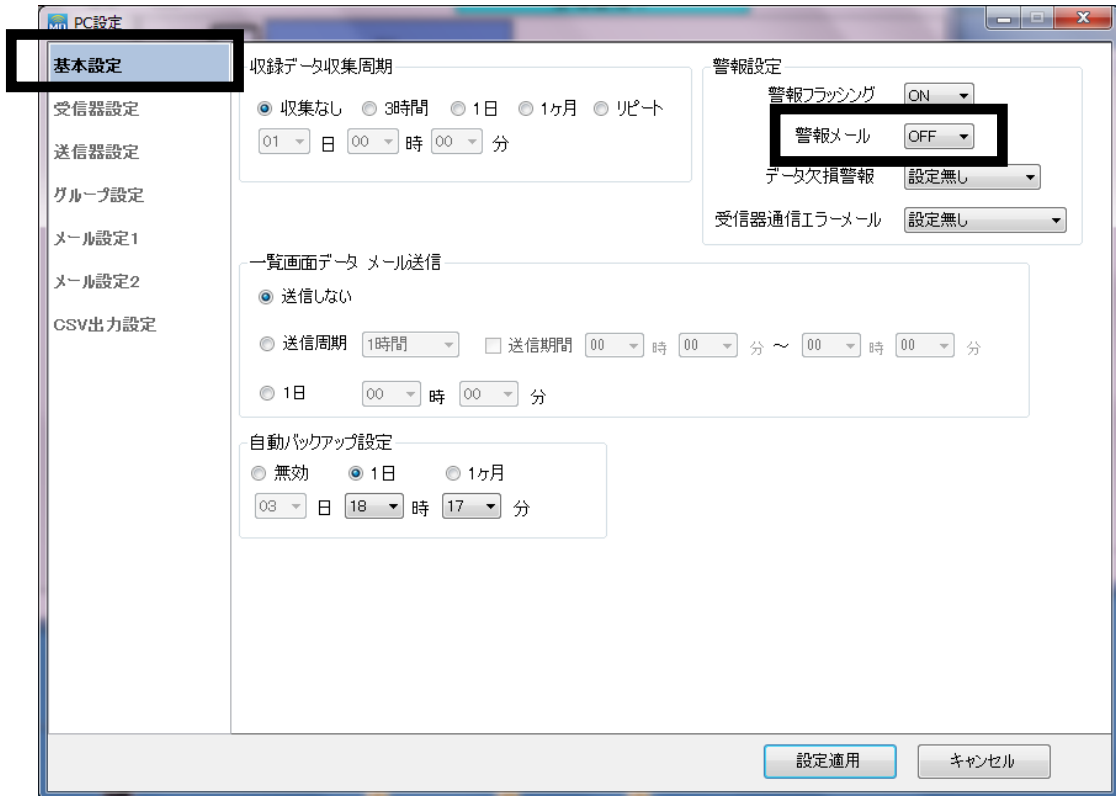 PC設定
基本設定
受信器設定
送信器設定
グループ設定
メール設定1
メール設定2
CSV出力設定
収録データ収集周期
収集なし 3時間 1日 1ヶ月 リピート
01 日 00 時 00 分
警報設定
警報フラッシング ON
警報メール OFF
データ欠損警報 設定無し
受信器通信エラーメール 設定無し
一覧画面データ メール送信
送信しない
送信周期 1時間 送信期間 00 時 00 分 ～ 00 時 00 分
1日 00 時 00 分
自動バックアップ設定
無効 1日 1ヶ月
03 日 18 時 17 分
設定適用 キャンセル